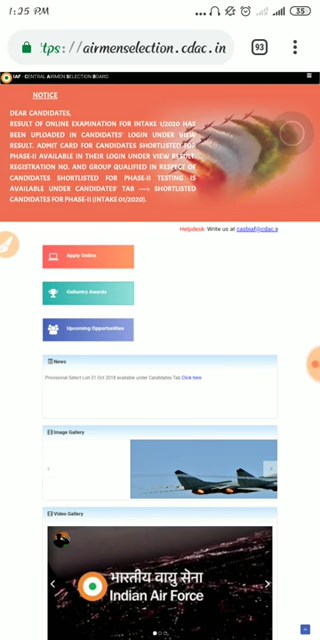 1:25 PM
35
'tps://airmenselection.cdac.in
93
IAF - CENTRAL AIRMEN SELECTION BOARD
NOTICE
DEAR CANDIDATES,
RESULT OF ONLINE EXAMINATION FOR INTAKE 1/2020 HAS
BEEN UPLOADED IN CANDIDATES' LOGIN UNDER VIEW
RESULT. ADMIT CARD FOR CANDIDATES SHORTLISTED FOR
PHASE-II AVAILABLE IN THEIR LOGIN UNDER VIEW RESULT.
REGISTRATION NO. AND GROUP QUALIFIED IN RESPECT OF
CANDIDATES SHORTLISTED FOR PHASE-II TESTING IS
AVAILABLE UNDER CANDIDATES' TAB ----> SHORTLISTED
CANDIDATES FOR PHASE-II (INTAKE 01/2020).
Helpdesk: Write us at casbiaf@cdac.i
Apply Online
Gallantry Awards
Upcoming Opportunities
News
Provisional Select List 31 Oct 2018 available under Candidates Tab Click here
Image Gallery
Video Gallery
भारतीय वायु सेना
Indian Air Force